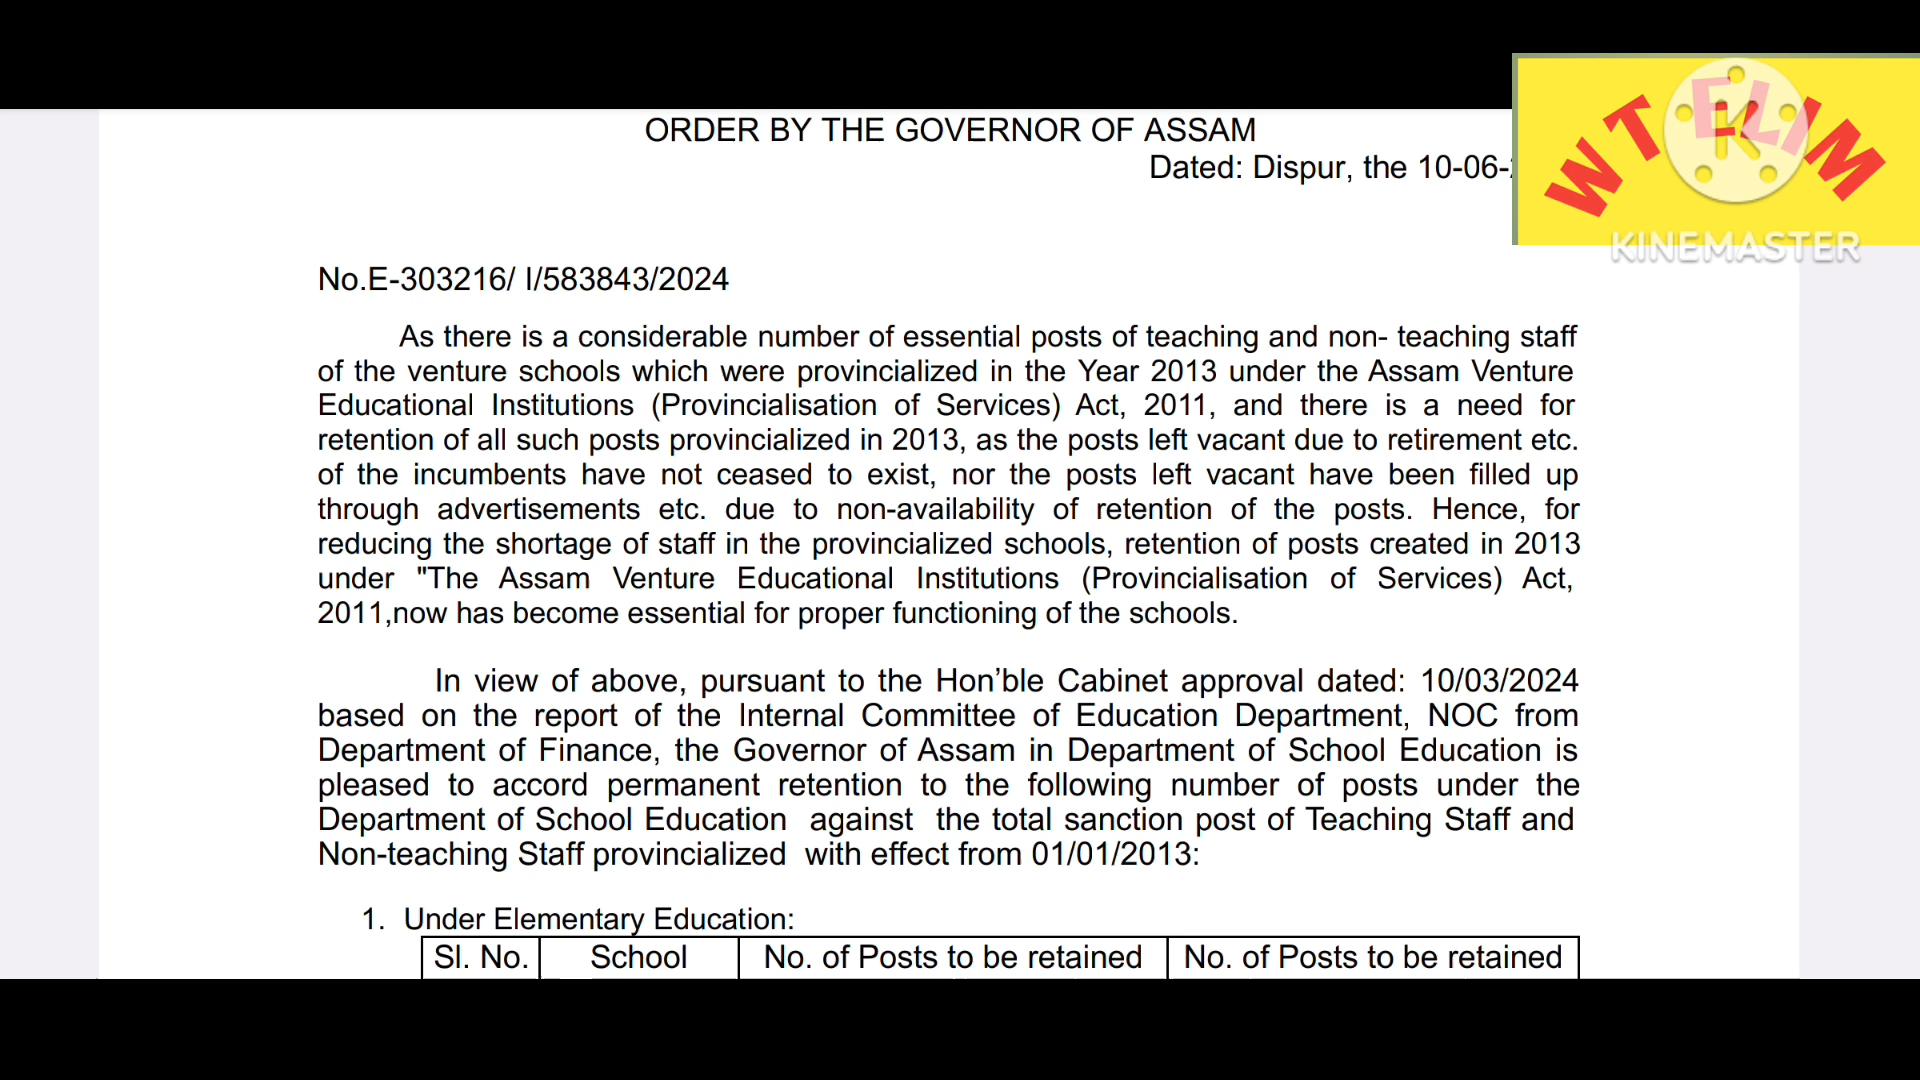 ORDER BY THE GOVERNOR OF ASSAM
Dated: Dispur, the 10-06-
WT ELIM
KINEMASTER
No.E-303216/ I/583843/2024
As there is a considerable number of essential posts of teaching and non- teaching staff
of the venture schools which were provincialized in the Year 2013 under the Assam Venture
Educational Institutions (Provincialisation of Services) Act, 2011, and there is a need for
retention of all such posts provincialized in 2013, as the posts left vacant due to retirement etc.
of the incumbents have not ceased to exist, nor the posts left vacant have been filled up
through advertisements etc. due to non-availability of retention of the posts. Hence, for
reducing the shortage of staff in the provincialized schools, retention of posts created in 2013
under "The Assam Venture Educational Institutions (Provincialisation of Services) Act,
2011,now has become essential for proper functioning of the schools.
In view of above, pursuant to the Hon’ble Cabinet approval dated: 10/03/2024
based on the report of the Internal Committee of Education Department, NOC from
Department of Finance, the Governor of Assam in Department of School Education is
pleased to accord permanent retention to the following number of posts under the
Department of School Education against the total sanction post of Teaching Staff and
Non-teaching Staff provincialized with effect from 01/01/2013:
1. Under Elementary Education:
Sl. No. School No. of Posts to be retained No. of Posts to be retained